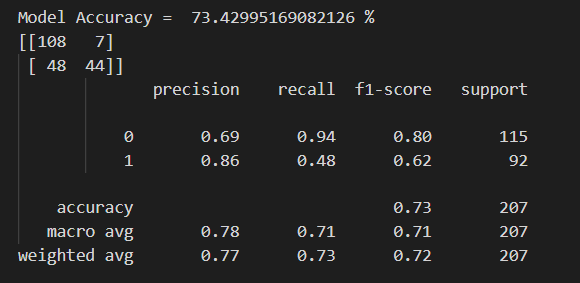 Model Accuracy =  73.42995169082126 %
[[108   7]
 [ 48  44]]
              precision    recall  f1-score   support

           0       0.69      0.94      0.80       115
           1       0.86      0.48      0.62        92

    accuracy                           0.73       207
   macro avg       0.78      0.71      0.71       207
weighted avg       0.77      0.73      0.72       207